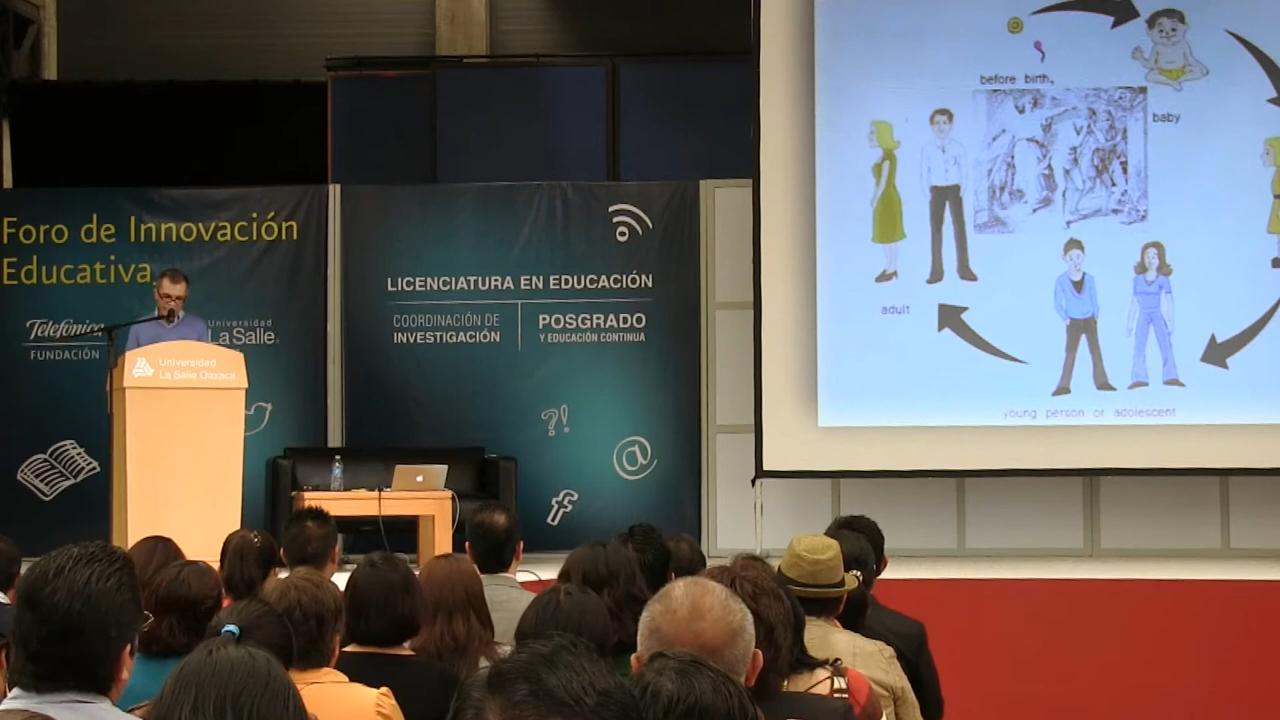 Foro de Innovación
Educativa
Telefónica
FUNDACIÓN
Universidad
La Salle
Universidad
La Salle Oaxaca
LICENCIATURA EN EDUCACIÓN
COORDINACIÓN DE
INVESTIGACIÓN
POSGRADO
Y EDUCACIÓN CONTINUA
?!
@
f
before birth,
baby
adult
young person or adolescent